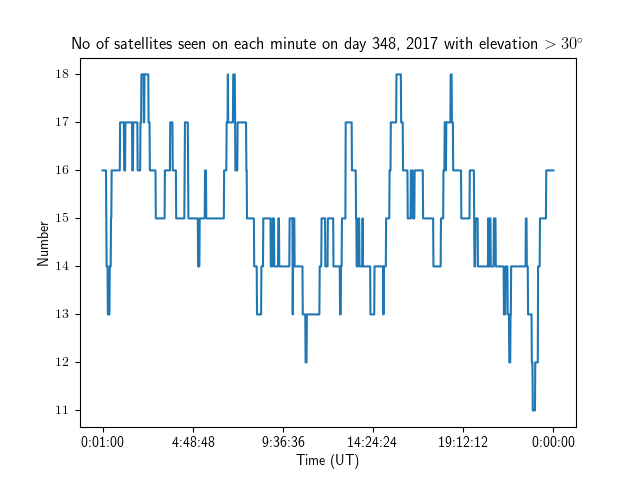 No of satellites seen on each minute on day 348, 2017 with elevation > 30°
18
17
16
15
14
13
12
11
Number
0:01:00 4:48:48 9:36:36 14:24:24 19:12:12 0:00:00
Time (UT)